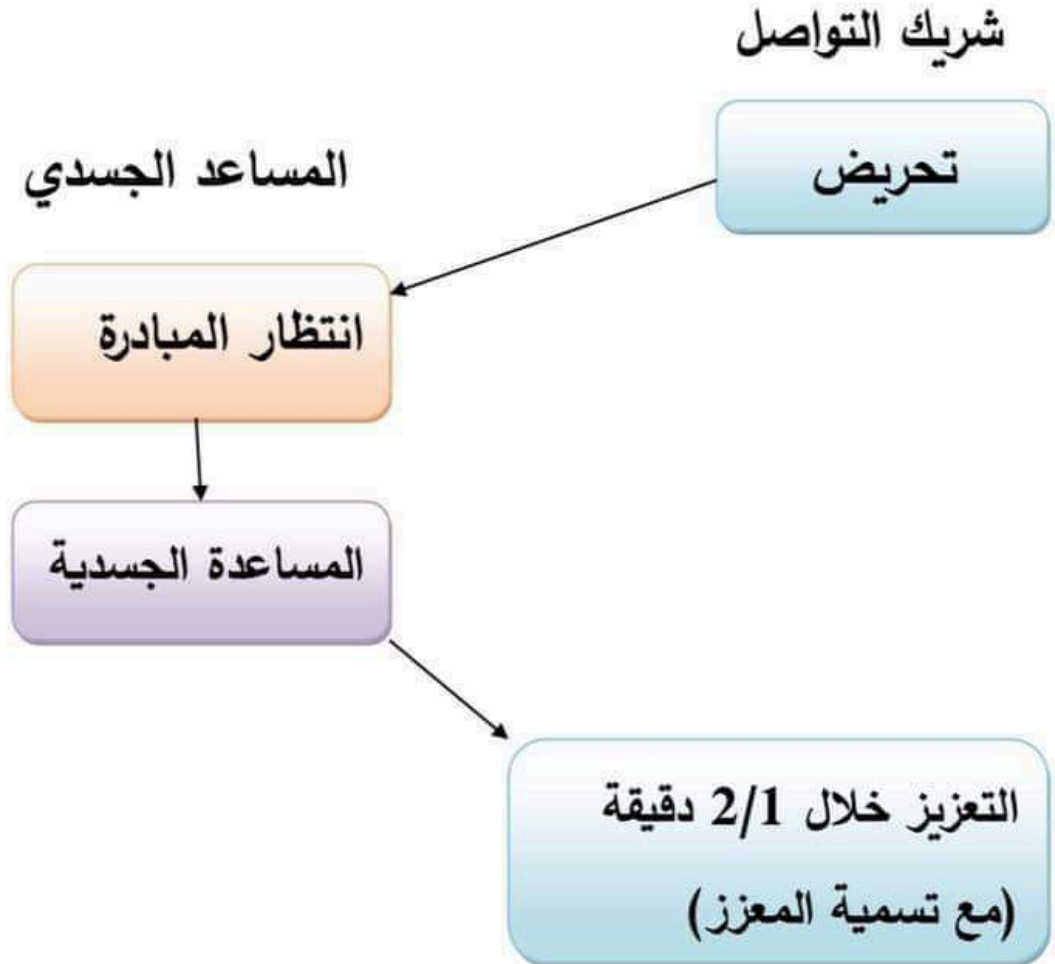 شريك التواصل
تحريض
المساعد الجسدي
انتظار المبادرة
المساعدة الجسدية
التعزيز خلال 2/1 دقيقة
(مع تسمية المعزز)